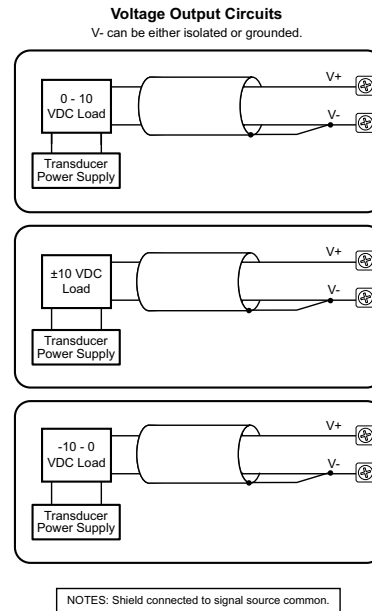 Voltage Output Circuits
V- can be either isolated or grounded.
0 - 10
VDC Load
V+
V-
Transducer
Power Supply
±10 VDC
Load
V+
V-
Transducer
Power Supply
-10 - 0
VDC Load
V+
V-
Transducer
Power Supply
NOTES: Shield connected to signal source common.